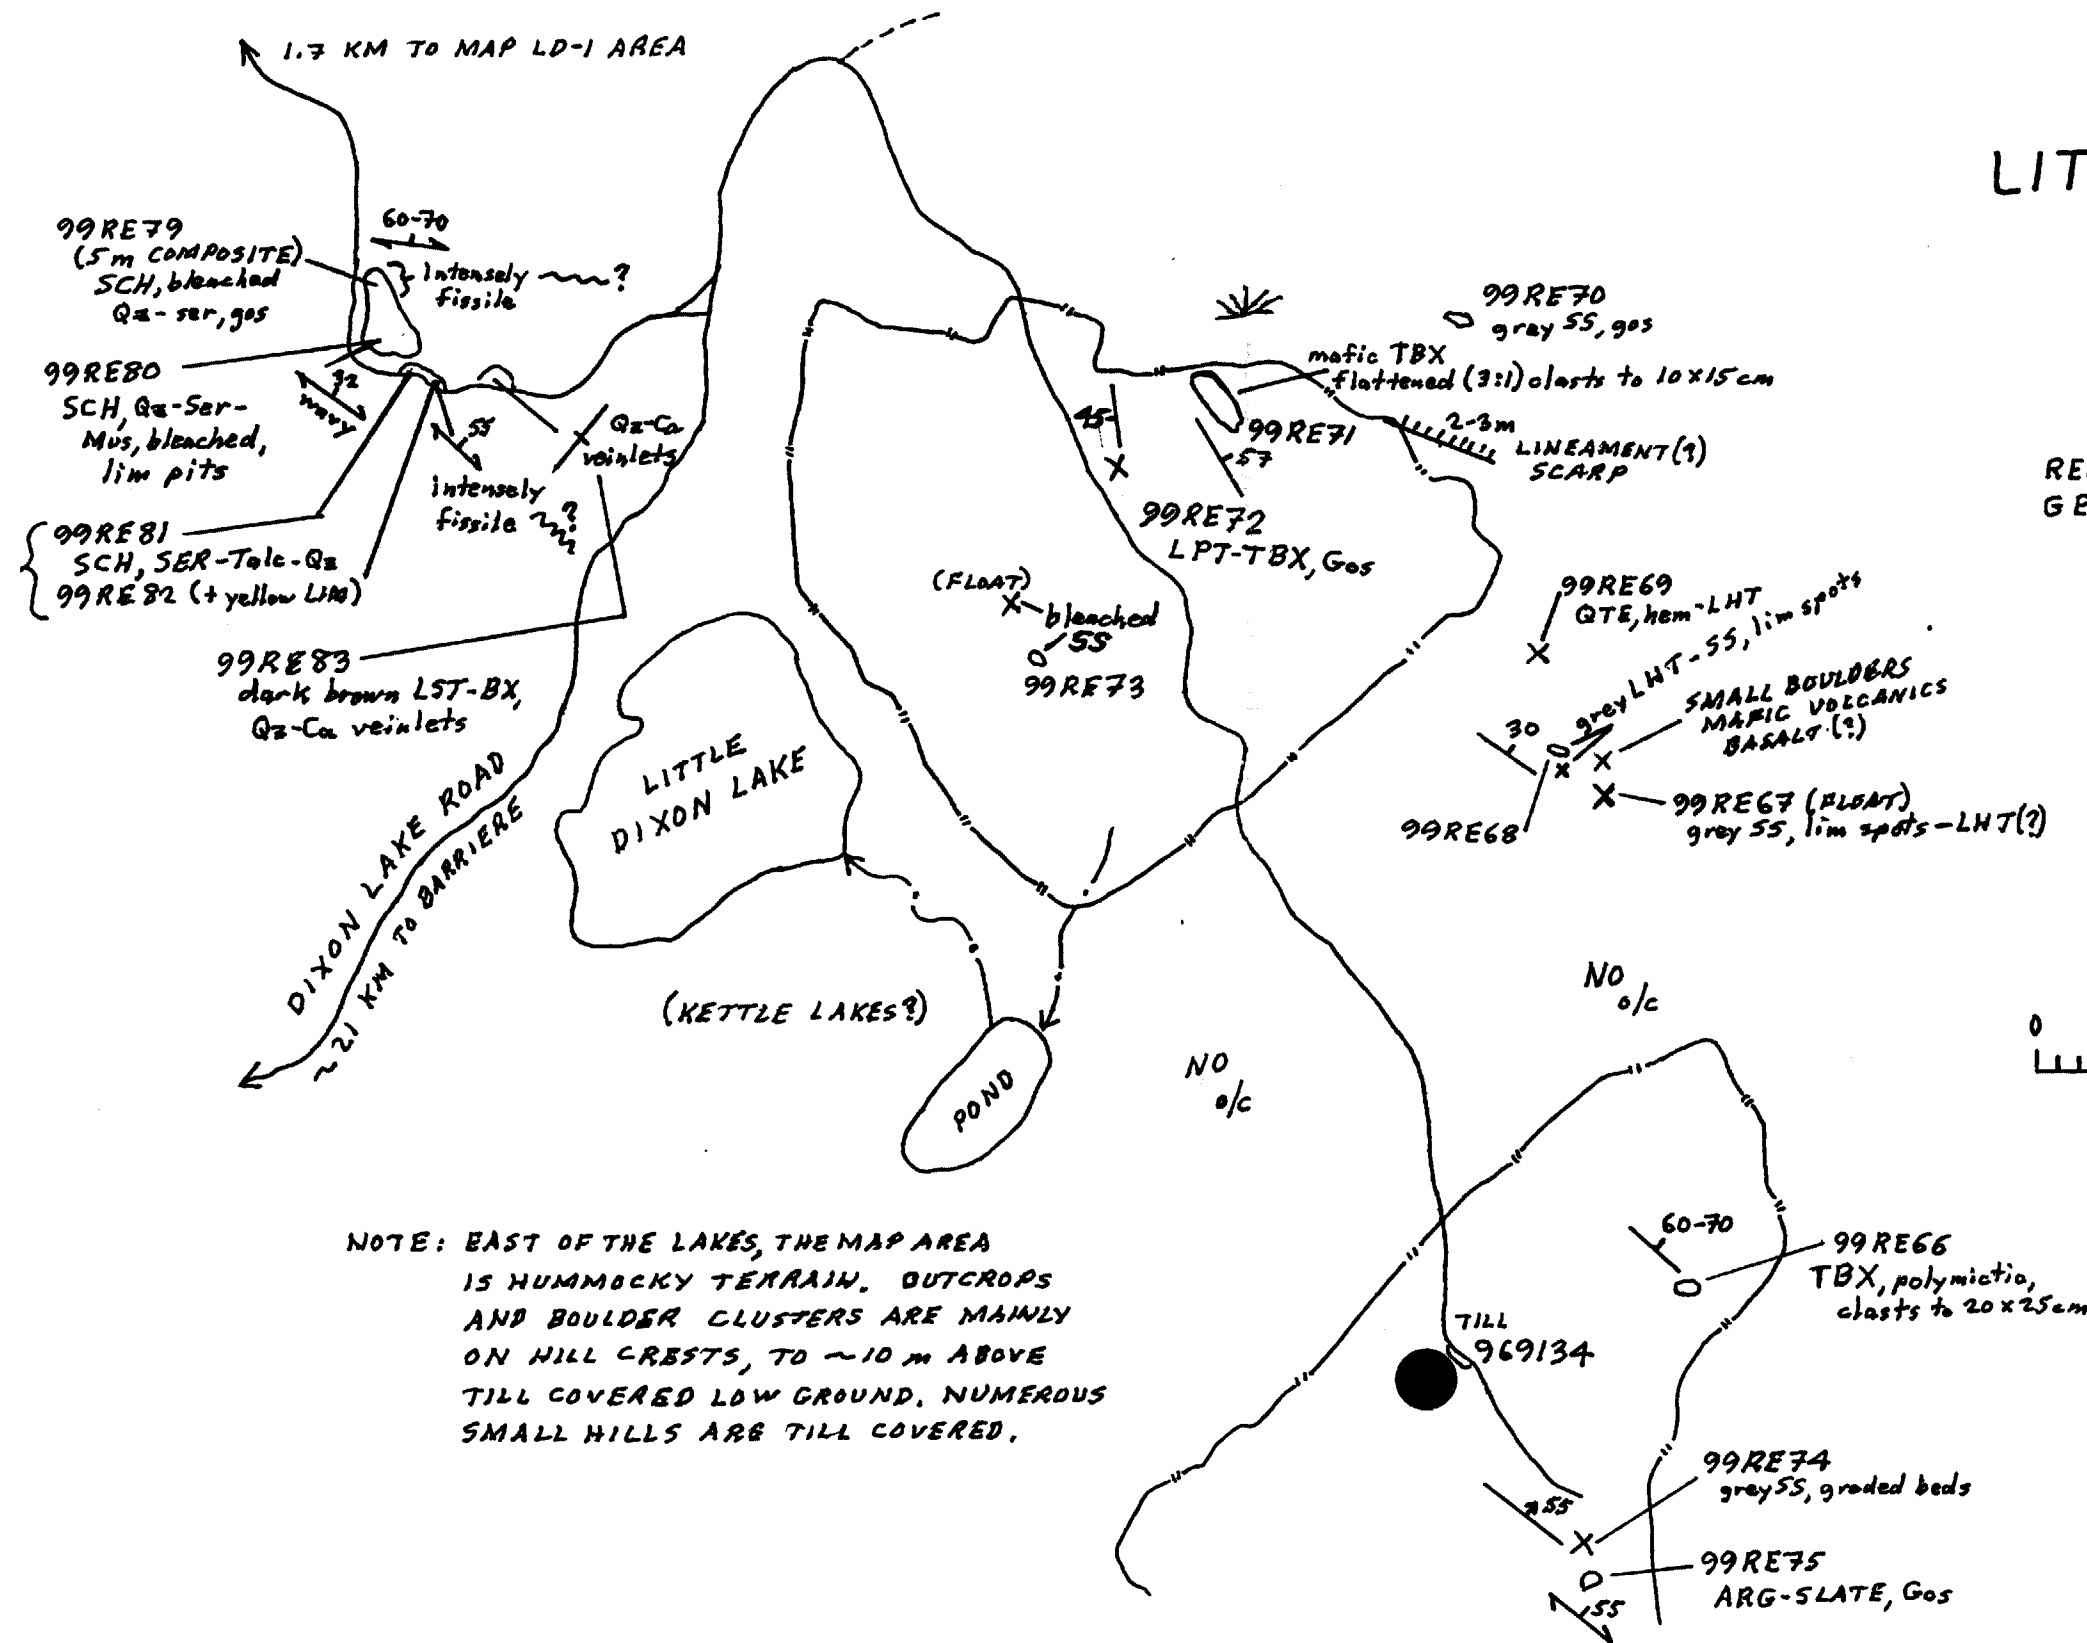 1.7 KM TO MAP LD-1 AREA
LIT
99RE79
(5m COMPOSITE)
SCH, bleached
Qz-ser, gos
60-70
Intensely ?
fissile
99RE80
SCH, Qz-Ser-
Mus, bleached,
lim pits
32
wavy
55
Intensely
fissile ?
Qz-Ca
veinlets
99RE81
SCH, SER-Talc-Qz
99RE82 (+ yellow LIM)
99RE83
dark brown LST-BX,
Qz-Ca veinlets
99RE70
grey SS, gos
mafic TBX
flattened (3:1) clasts to 10x15cm
99RE71
57
45
2-3m
LINEAMENT(?)
SCARP
RE
GE
99RE72
LPT-TBX, Gos
(FLOAT)
bleached
SS
99RE73
99RE69
QTE, hem-LHT
grey LHT-SS, lim spots
SMALL BOULDERS
MAFIC VOLCANICS
BASALT(?)
30
99RE67 (FLOAT)
grey SS, lim spots-LHT(?)
99RE68
LITTLE
DIXON LAKE
DIXON LAKE ROAD
~21 KM TO BARRIERE
(KETTLE LAKES?)
POND
NO
o/c
NO
o/c
0
NOTE: EAST OF THE LAKES, THE MAP AREA
IS HUMMOCKY TERRAIN. OUTCROPS
AND BOULDER CLUSTERS ARE MAINLY
ON HILL CRESTS, TO ~10 m ABOVE
TILL COVERED LOW GROUND. NUMEROUS
SMALL HILLS ARE TILL COVERED.
60-70
99RE66
TBX, polymictic,
clasts to 20x25cm
TILL
969134
99RE74
grey SS, graded beds
55
99RE75
ARG-SLATE, Gos
55